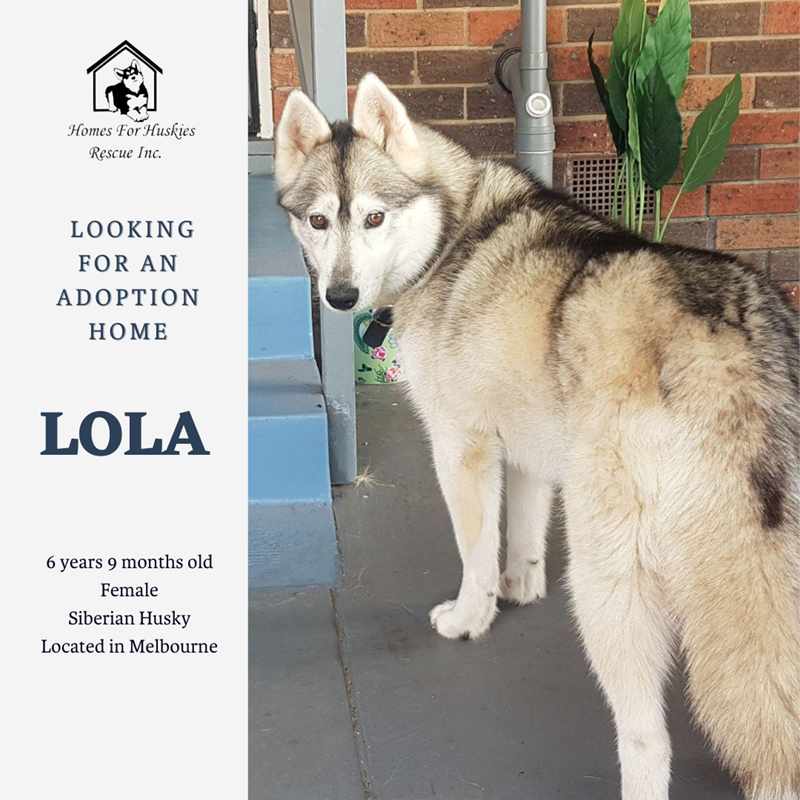 Homes For Huskies
Rescue Inc.
LOOKING
FOR AN
ADOPTION
HOME
LOLA
6 years 9 months old
Female
Siberian Husky
Located in Melbourne